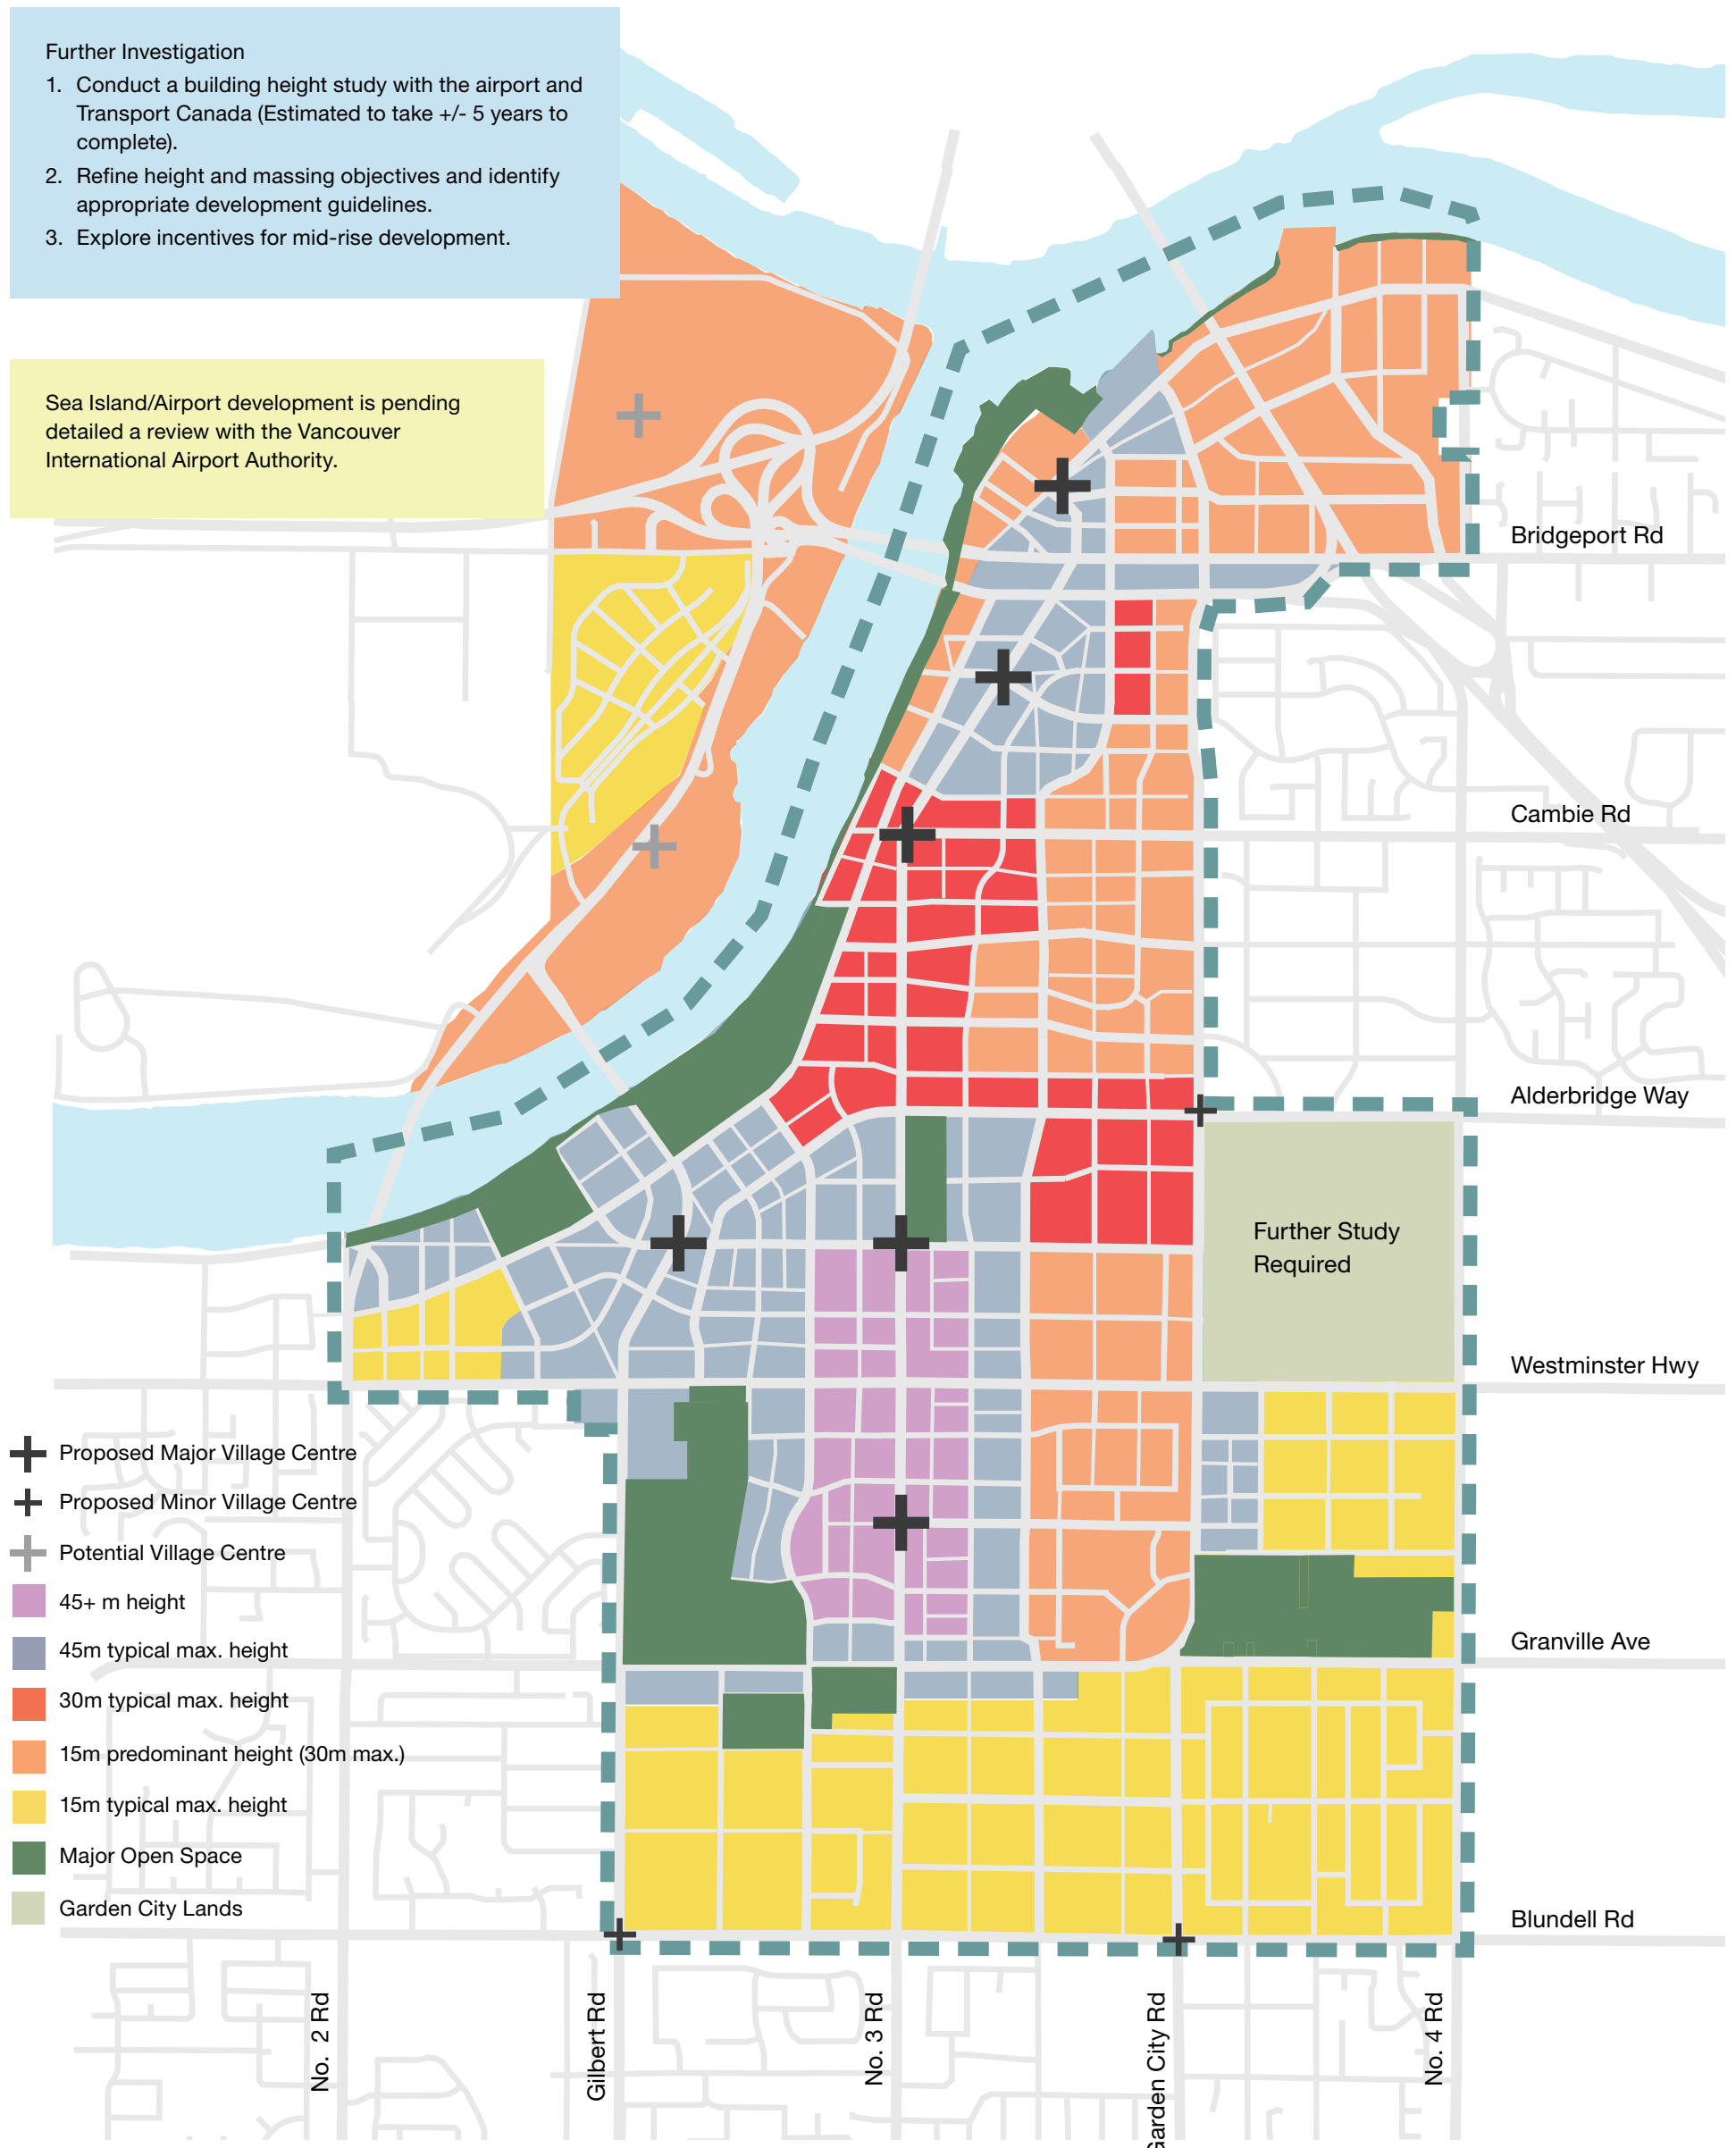 Further Investigation
1. Conduct a building height study with the airport and
Transport Canada (Estimated to take +/- 5 years to
complete).
2. Refine height and massing objectives and identify
appropriate development guidelines.
3. Explore incentives for mid-rise development.
Sea Island/Airport development is pending
detailed a review with the Vancouver
International Airport Authority.
Bridgeport Rd
Cambie Rd
Alderbridge Way
Further Study
Required
Westminster Hwy
Proposed Major Village Centre
Proposed Minor Village Centre
Potential Village Centre
45+ m height
45m typical max. height
30m typical max. height
15m predominant height (30m max.)
15m typical max. height
Major Open Space
Garden City Lands
Granville Ave
Blundell Rd
No. 2 Rd
Gilbert Rd
No. 3 Rd
Garden City Rd
No. 4 Rd